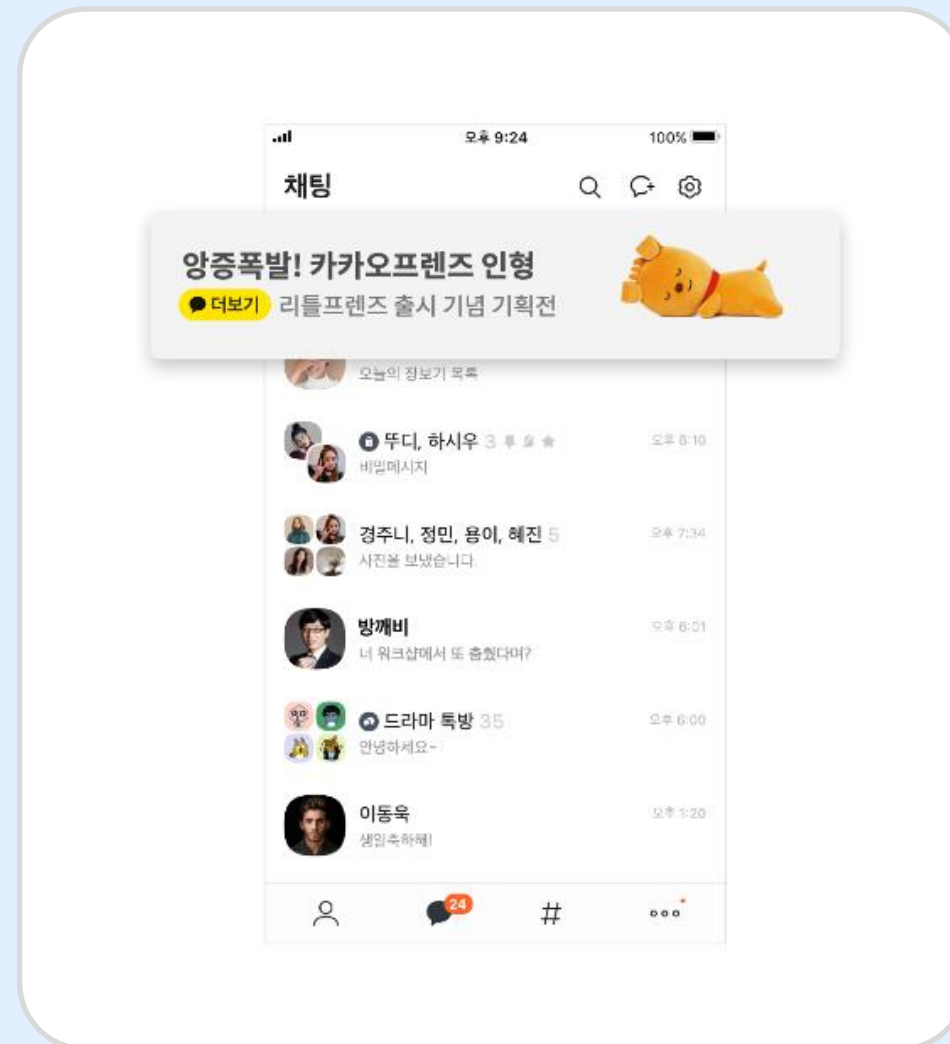 오후 9:24
100%
채팅
앙증폭발! 카카오프렌즈 인형
더보기 리틀프렌즈 출시 기념 기획전
오늘의 장보기 목록
뚜디, 하시우 3
오후 8:10
비밀메시지
경주니, 정민, 용이, 혜진 5
오후 7:34
사진을 보냈습니다.
방깨비
오후 6:01
너 워크샵에서 또 춤췄다며?
드라마 톡방 35
오후 6:00
안녕하세요~
이동욱
오후 1:20
생일축하해!
24
#